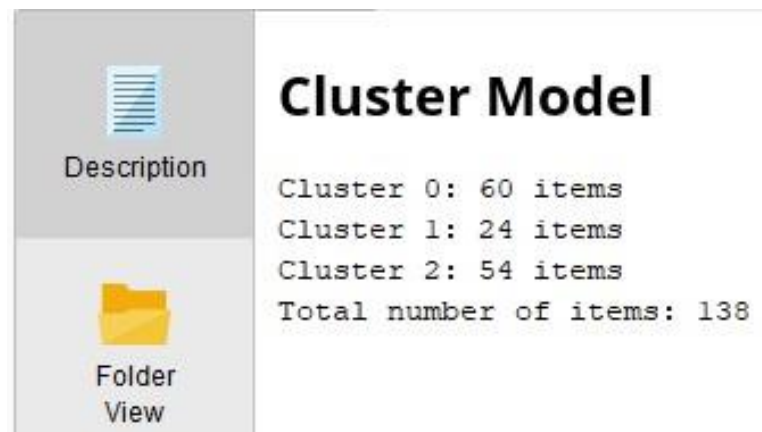 Description
Folder
View
Cluster Model
Cluster 0: 60 items
Cluster 1: 24 items
Cluster 2: 54 items
Total number of items: 138